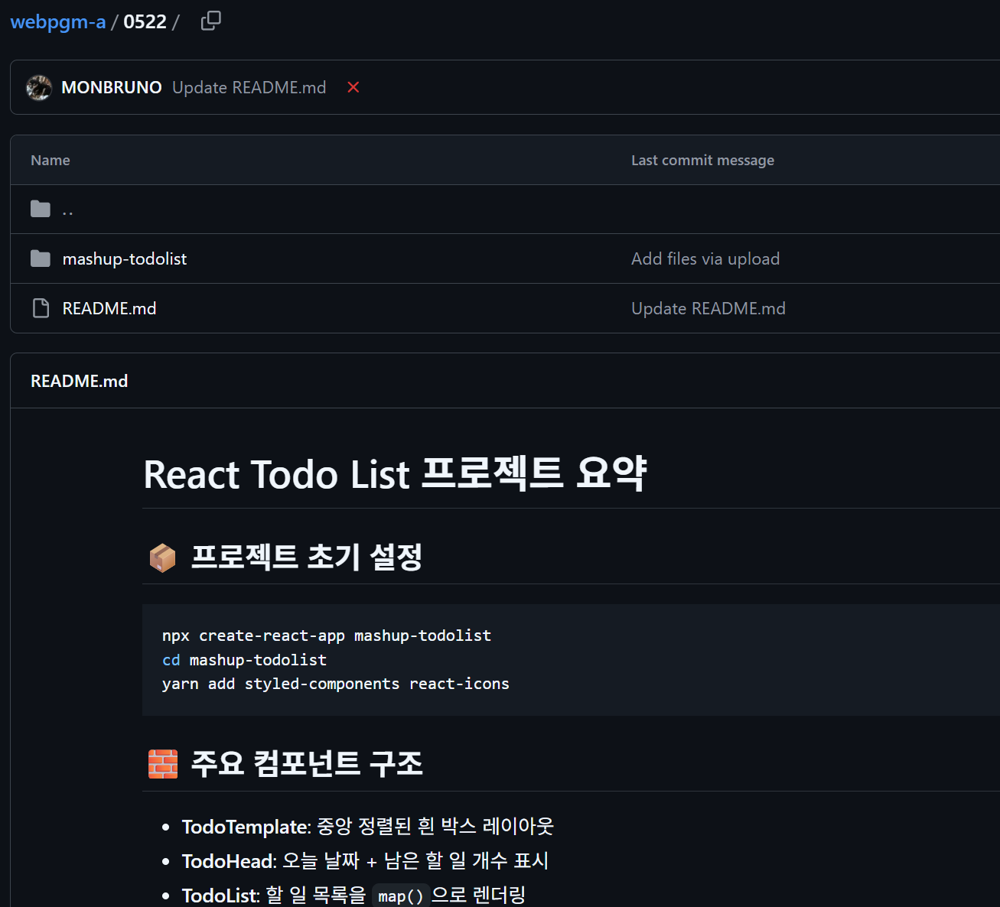 webpgm-a / 0522 /
MONBRUNO Update README.md
Name Last commit message
..
mashup-todolist Add files via upload
README.md Update README.md
README.md
React Todo List 프로젝트 요약
📦 프로젝트 초기 설정
npx create-react-app mashup-todolist
cd mashup-todolist
yarn add styled-components react-icons
🧱 주요 컴포넌트 구조
• TodoTemplate: 중앙 정렬된 흰 박스 레이아웃
• TodoHead: 오늘 날짜 + 남은 할 일 개수 표시
• TodoList: 할 일 목록을 map()으로 렌더링